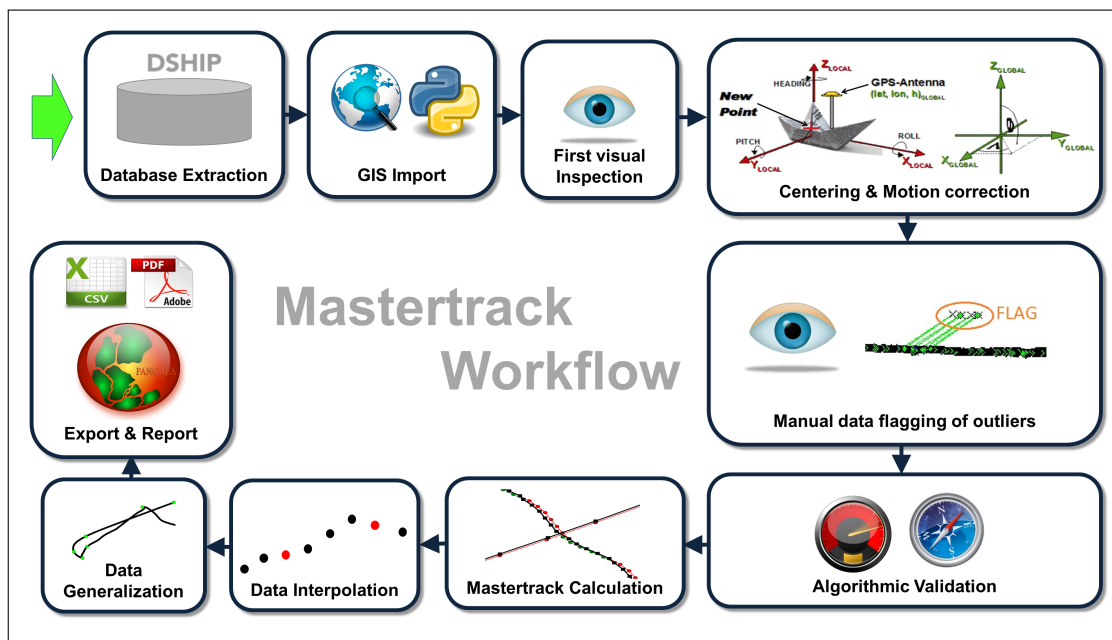 DSHIP
Database Extraction
GIS Import
First visual
Inspection
Z LOCAL
HEADING
GPS-Antenna
(lat, lon, h)GLOBAL
New
Point
PITCH
Y LOCAL
ROLL
X LOCAL
Z GLOBAL
Y GLOBAL
X GLOBAL
Centering & Motion correction
FLAG
Manual data flagging of outliers
N
E
S
Algorithmic Validation
Mastertrack Calculation
Data Interpolation
Data
Generalization
X
CSV
PDF
Adobe
PANGAEA
Export & Report
Mastertrack
Workflow